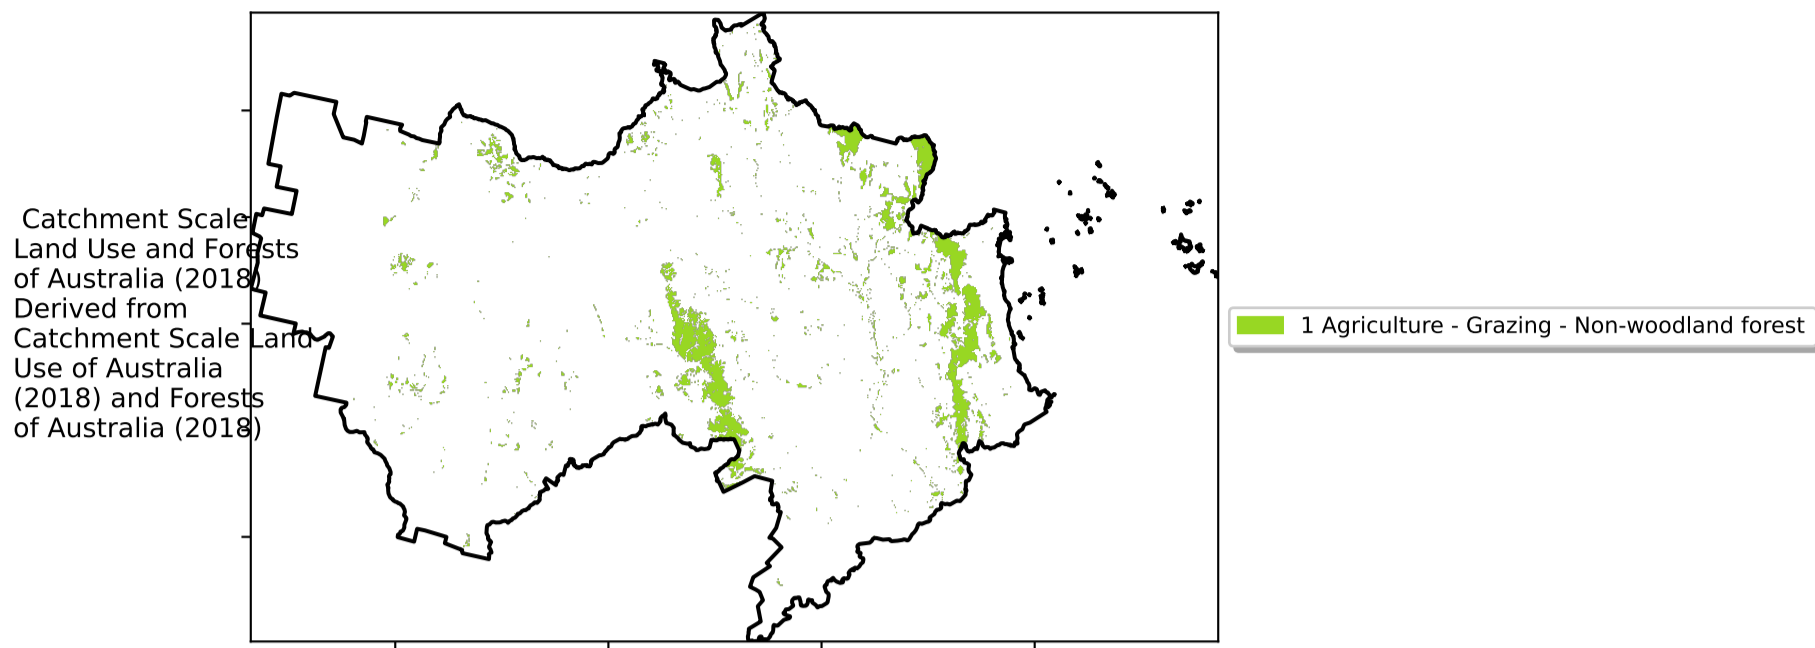 Catchment Scale
Land Use and Forests
of Australia (2018)
Derived from
Catchment Scale Land
Use of Australia
(2018) and Forests
of Australia (2018)
1 Agriculture - Grazing - Non-woodland forest